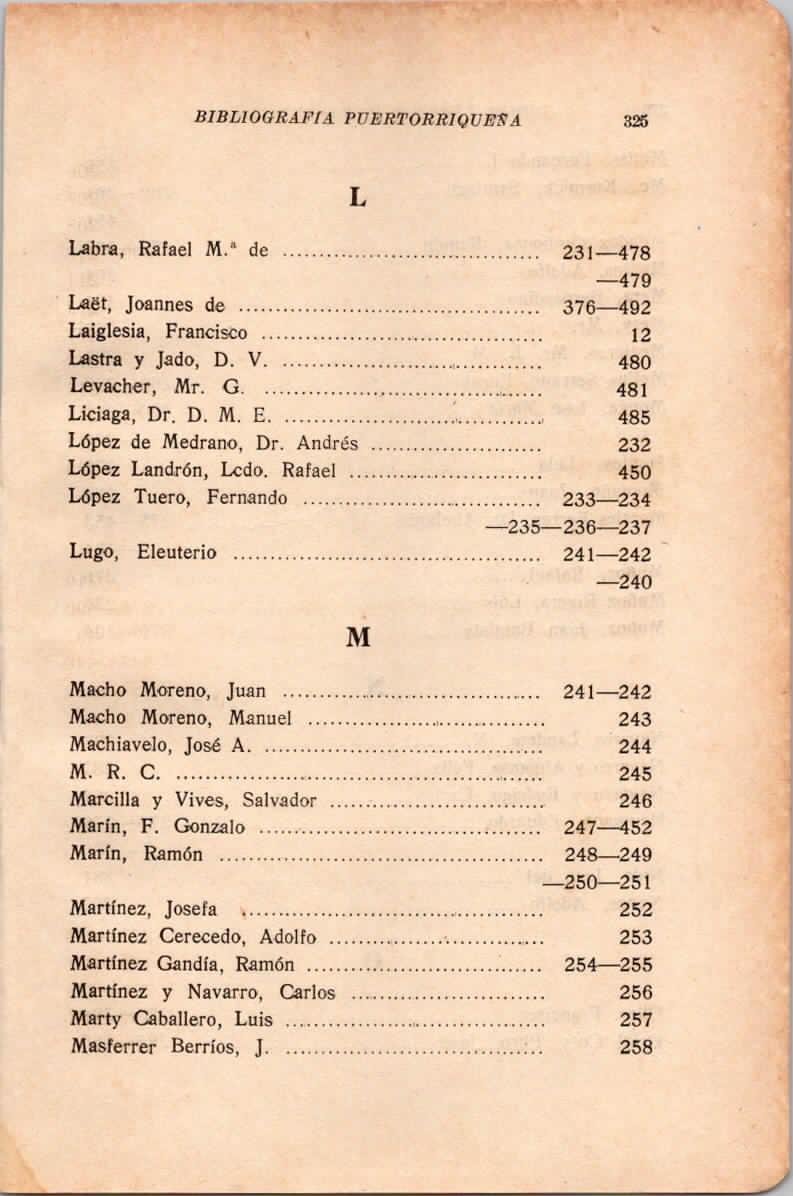 BIBLIOGRAFÍA PUERTORRIQUEÑA 325
L
Labra, Rafael M.ª de ........ 231—478
—479
Laët, Joannes de ........ 376—492
Laiglesia, Francisco ........ 12
Lastra y Jado, D. V. ........ 480
Levacher, Mr. G. ........ 481
Liciaga, Dr. D. M. E. ........ 485
López de Medrano, Dr. Andrés ........ 232
López Landrón, Lcdo. Rafael ........ 450
López Tuero, Fernando ........ 233—234
—235—236—237
Lugo, Eleuterio ........ 241—242
—240
M
Macho Moreno, Juan ........ 241—242
Macho Moreno, Manuel ........ 243
Machiavelo, José A. ........ 244
M. R. C. ........ 245
Marcilla y Vives, Salvador ........ 246
Marín, F. Gonzalo ........ 247—452
Marín, Ramón ........ 248—249
—250—251
Martínez, Josefa ........ 252
Martínez Cerecedo, Adolfo ........ 253
Martínez Gandía, Ramón ........ 254—255
Martínez y Navarro, Carlos ........ 256
Marty Caballero, Luis ........ 257
Masferrer Berríos, J. ........ 258